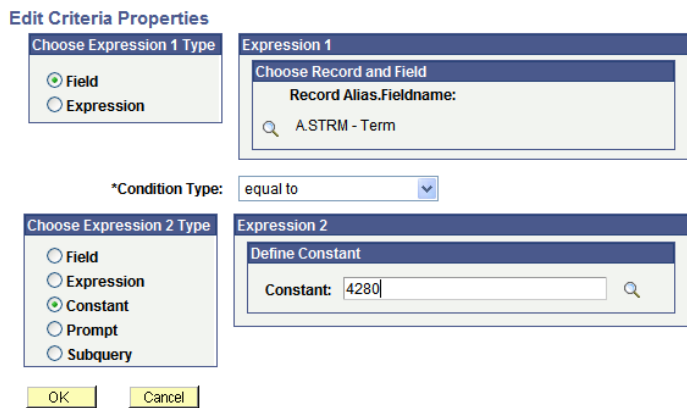 Edit Criteria Properties
Choose Expression 1 Type
Field
Expression
Expression 1
Choose Record and Field
Record Alias.Fieldname:
A.STRM - Term
*Condition Type: equal to
Choose Expression 2 Type
Field
Expression
Constant
Prompt
Subquery
Expression 2
Define Constant
Constant: 4280
OK Cancel